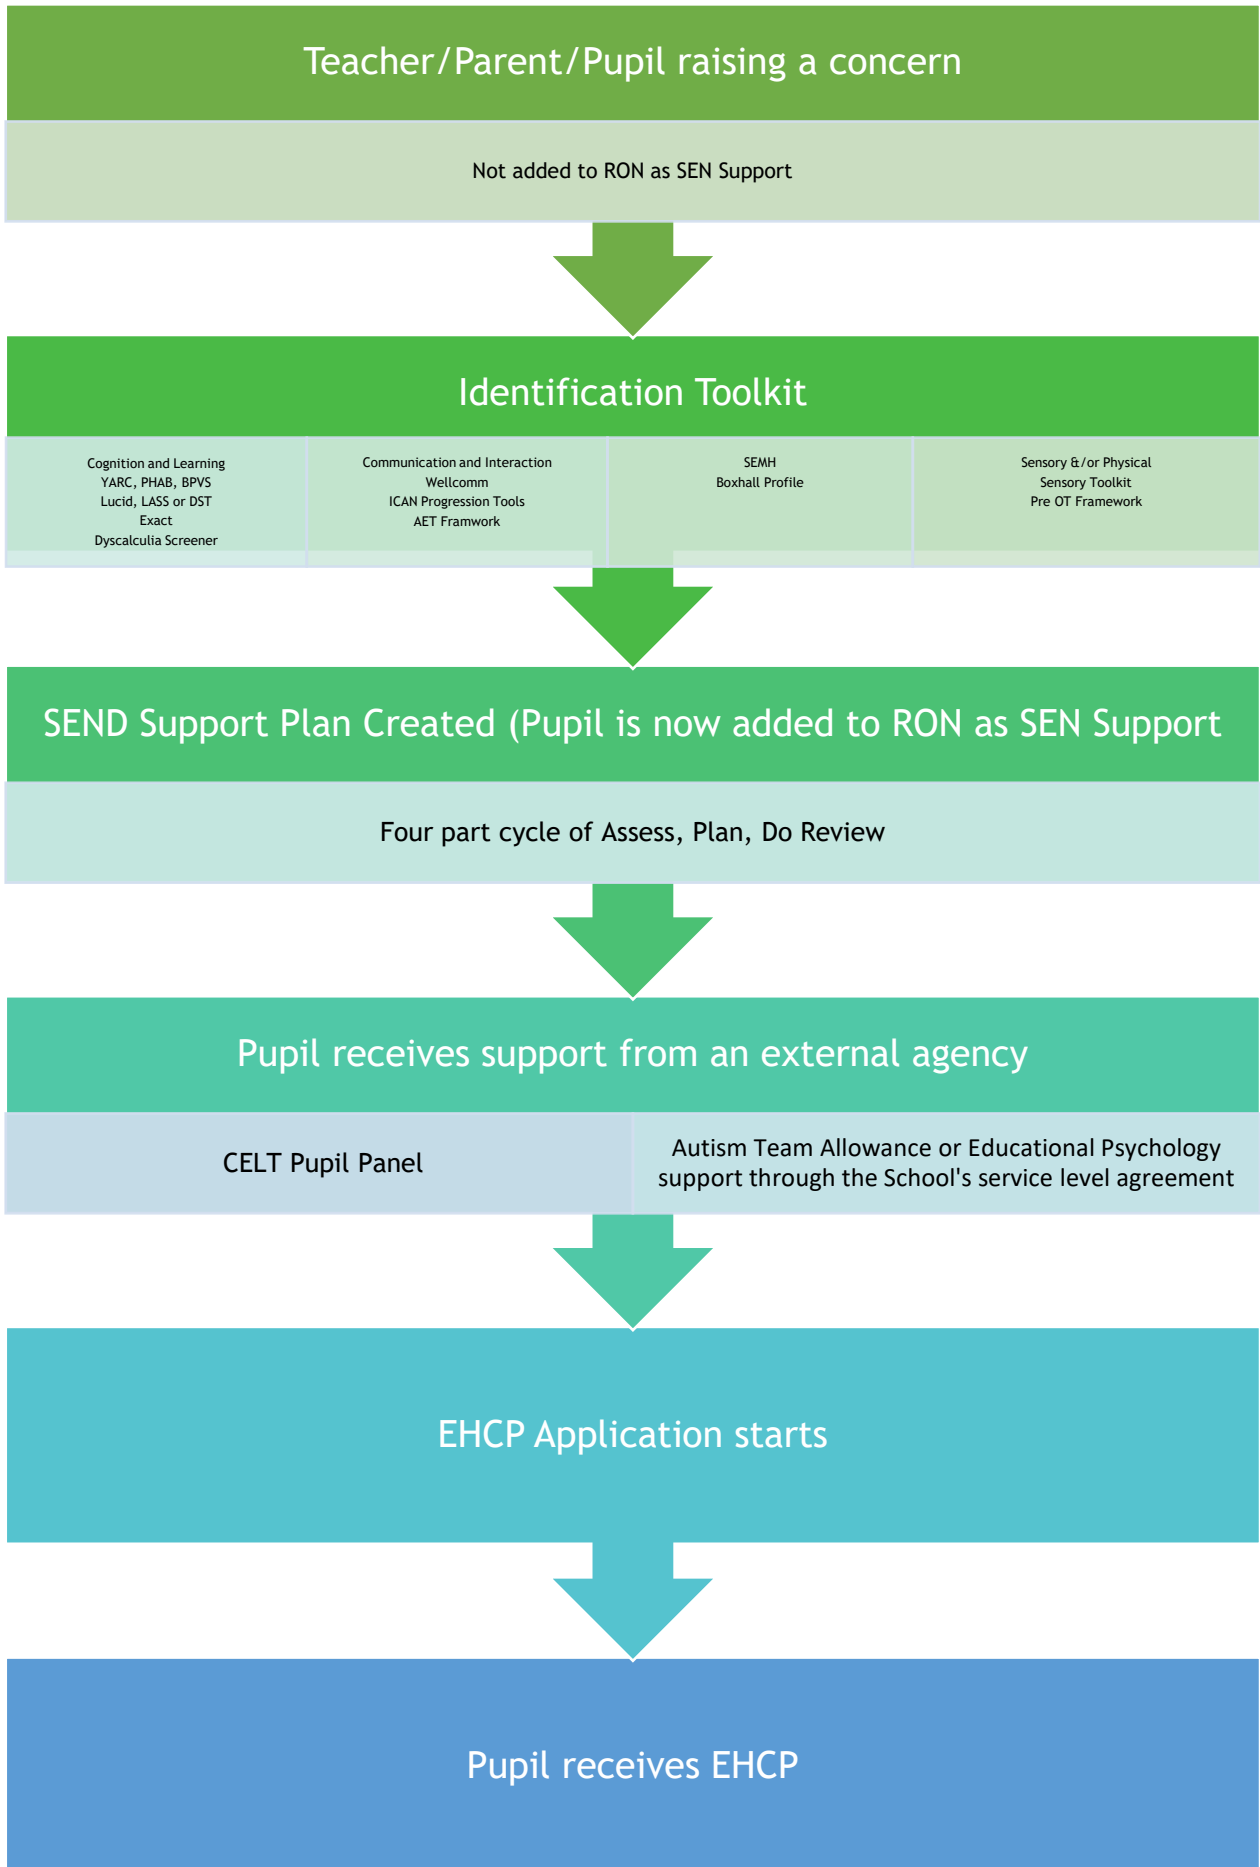 Teacher/Parent/Pupil raising a concern
Not added to RON as SEN Support
Identification Toolkit
Cognition and Learning
YARC, PHAB, BPVS
Lucid, LASS or DST
Exact
Dyscalculia Screener
Communication and Interaction
Wellcomm
ICAN Progression Tools
AET Framwork
SEMH
Boxhall Profile
Sensory &/or Physical
Sensory Toolkit
Pre OT Framework
SEND Support Plan Created (Pupil is now added to RON as SEN Support
Four part cycle of Assess, Plan, Do Review
Pupil receives support from an external agency
CELT Pupil Panel
Autism Team Allowance or Educational Psychology
support through the School's service level agreement
EHCP Application starts
Pupil receives EHCP